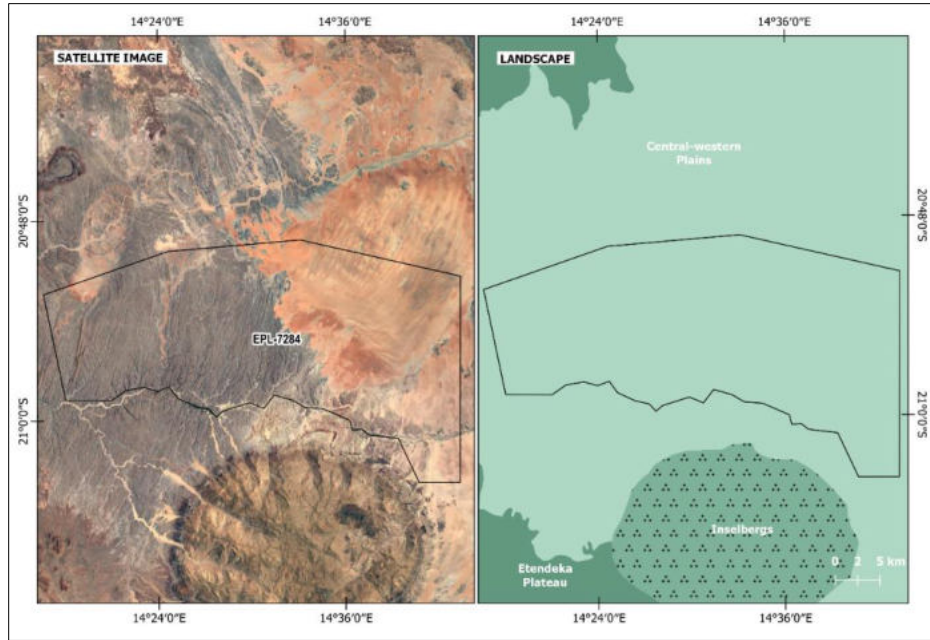 14°24'0"E
14°36'0"E
14°24'0"E
14°36'0"E
SATELLITE IMAGE
LANDSCAPE
Central-western
Plains
20°48'0"S
20°48'0"S
EPL-7284
21°0'0"S
21°0'0"S
Inselbergs
Etendeka
Plateau
0 2 5 km
14°24'0"E
14°36'0"E
14°24'0"E
14°36'0"E